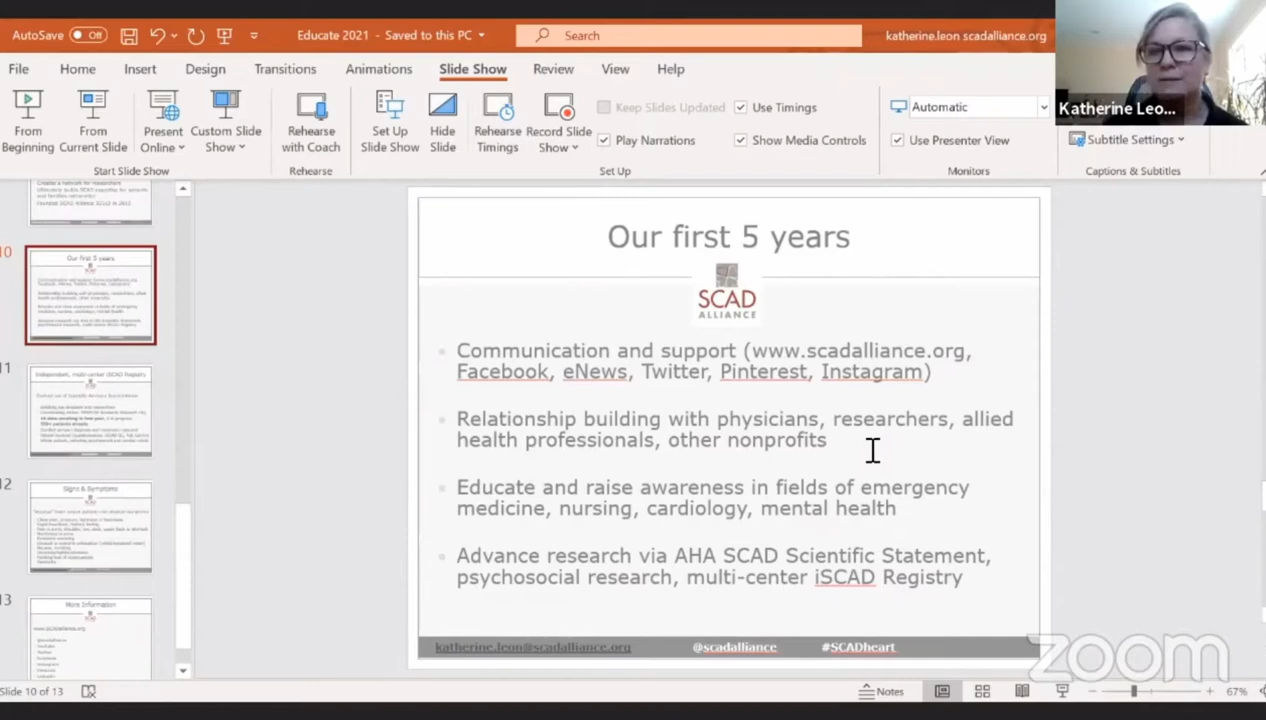 AutoSave Off
Educate 2021 - Saved to this PC
Search
katherine.leon scadalliance.org
File Home Insert Design Transitions Animations Slide Show Review View Help
From Beginning
From Current Slide
Present Online
Custom Slide Show
Start Slide Show
Rehearse with Coach
Rehearse
Set Up Slide Show
Hide Slide
Rehearse Timings
Record Slide Show
Keep Slides Updated
Play Narrations
Use Timings
Show Media Controls
Set Up
Automatic
Use Presenter View
Monitors
Subtitle Settings
Captions & Subtitles
Katherine Leo...
10
Our first 5 years
11
Independent, multi-center iSCAD Registry
12
Signs & Symptoms
13
More Information
Our first 5 years
SCAD
ALLIANCE
Communication and support (www.scadalliance.org,
Facebook, eNews, Twitter, Pinterest, Instagram)
Relationship building with physicians, researchers, allied
health professionals, other nonprofits
Educate and raise awareness in fields of emergency
medicine, nursing, cardiology, mental health
Advance research via AHA SCAD Scientific Statement,
psychosocial research, multi-center iSCAD Registry
katherine.leon@scadalliance.org @scadalliance #SCADheart
zoom
Slide 10 of 13
Notes
67%